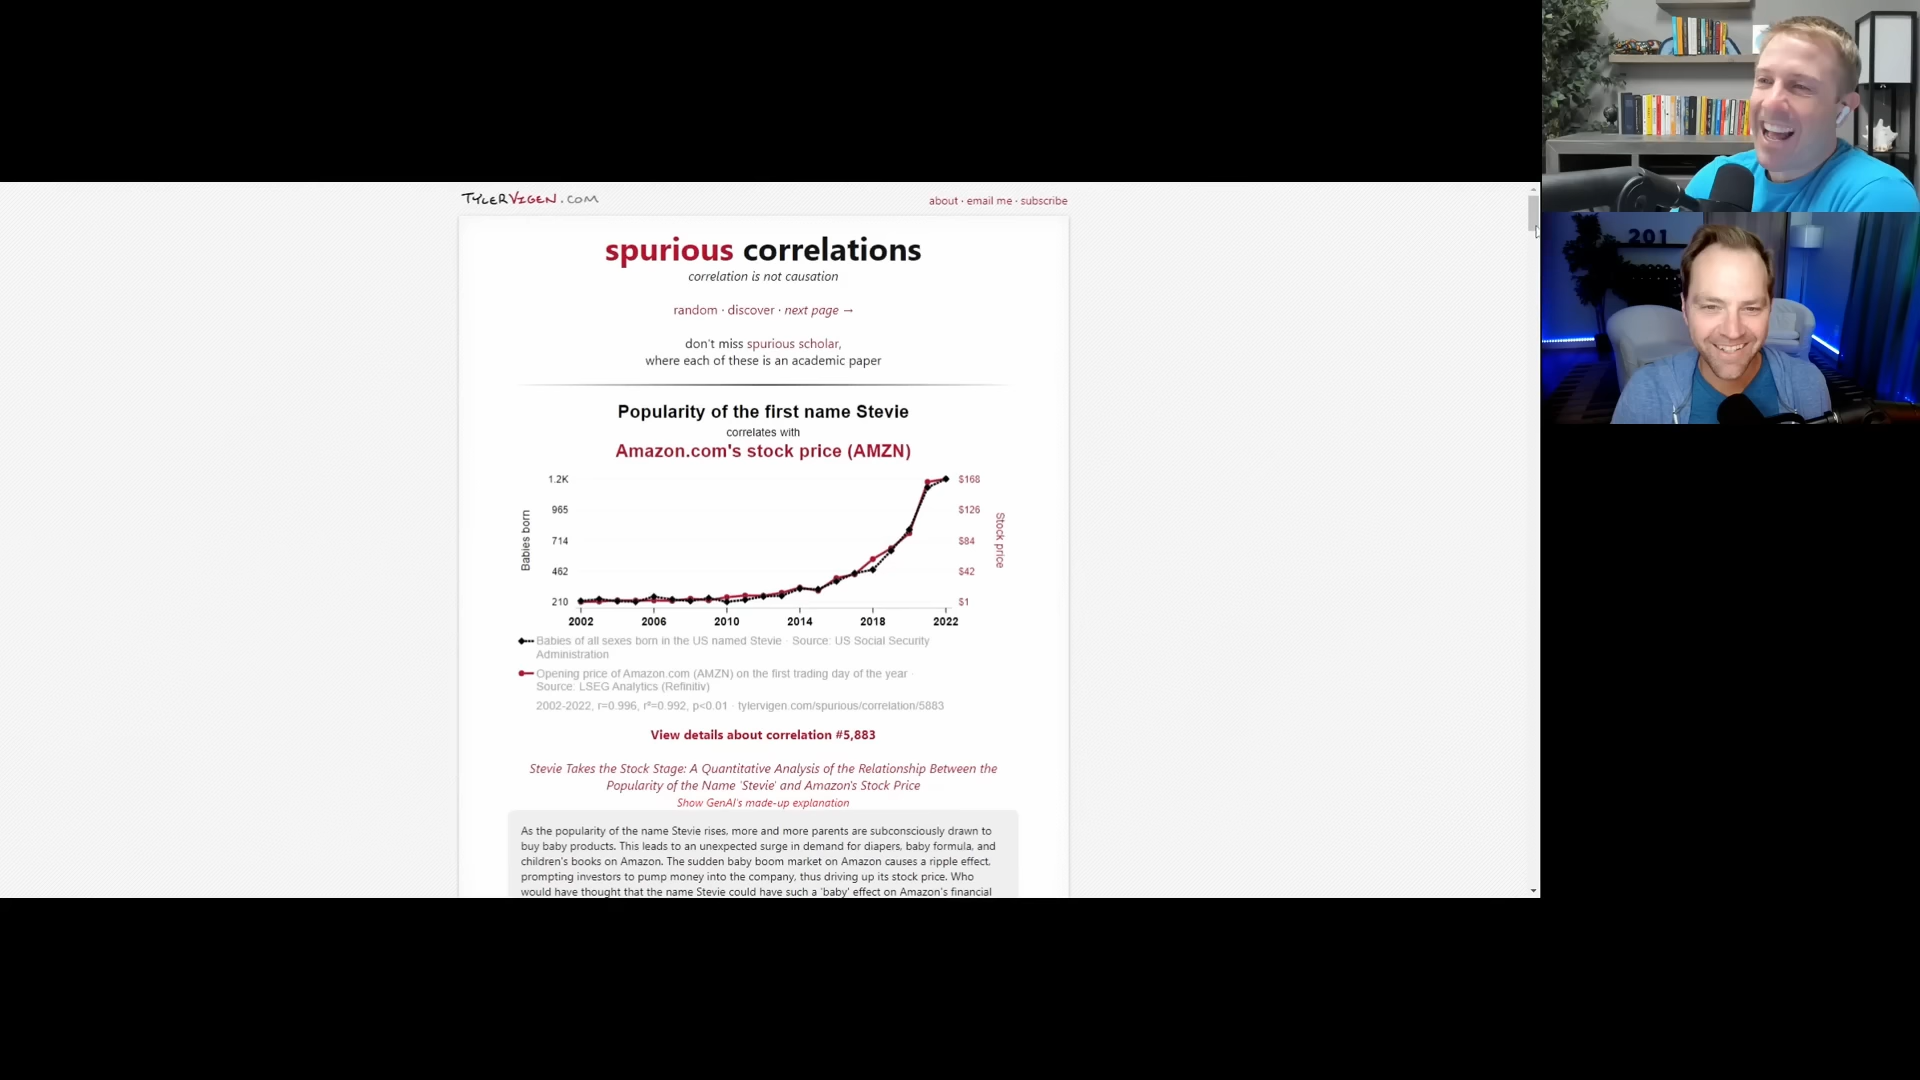 TYLERVIGEN.COM
about · email me · subscribe
spurious correlations
correlation is not causation
random · discover · next page →
don't miss spurious scholar,
where each of these is an academic paper
Popularity of the first name Stevie
correlates with
Amazon.com's stock price (AMZN)
1.2K
965
714
462
210
Babies born
$168
$126
$84
$42
$1
Stock price
2002 2006 2010 2014 2018 2022
Babies of all sexes born in the US named Stevie · Source: US Social Security
Administration
Opening price of Amazon.com (AMZN) on the first trading day of the year ·
Source: LSEG Analytics (Refinitiv)
2002-2022, r=0.996, r²=0.992, p<0.01 · tylervigen.com/spurious/correlation/5883
View details about correlation #5,883
Stevie Takes the Stock Stage: A Quantitative Analysis of the Relationship Between the
Popularity of the Name 'Stevie' and Amazon's Stock Price
Show GenAI's made-up explanation
As the popularity of the name Stevie rises, more and more parents are subconsciously drawn to
buy baby products. This leads to an unexpected surge in demand for diapers, baby formula, and
children's books on Amazon. The sudden baby boom market on Amazon causes a ripple effect,
prompting investors to pump money into the company, thus driving up its stock price. Who
would have thought that the name Stevie could have such a 'baby' effect on Amazon's financial
201